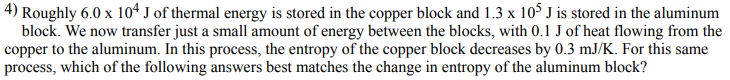 4) Roughly 6.0 x 10⁴ J of thermal energy is stored in the copper block and 1.3 x 10⁵ J is stored in the aluminum
block. We now transfer just a small amount of energy between the blocks, with 0.1 J of heat flowing from the
copper to the aluminum. In this process, the entropy of the copper block decreases by 0.3 mJ/K. For this same
process, which of the following answers best matches the change in entropy of the aluminum block?